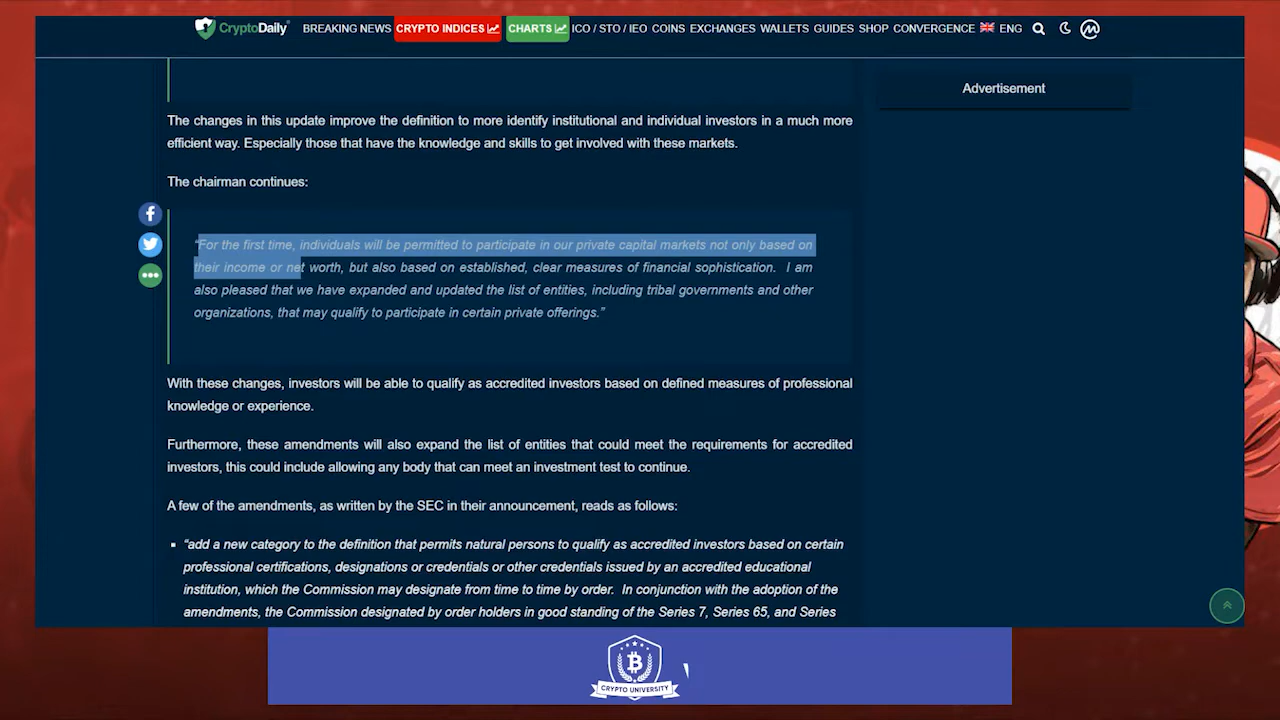 CryptoDaily
BREAKING NEWS
CRYPTO INDICES
CHARTS
ICO / STO / IEO
COINS
EXCHANGES
WALLETS
GUIDES
SHOP
CONVERGENCE
ENG
Advertisement
The changes in this update improve the definition to more identify institutional and individual investors in a much more
efficient way. Especially those that have the knowledge and skills to get involved with these markets.
The chairman continues:
“For the first time, individuals will be permitted to participate in our private capital markets not only based on
their income or net worth, but also based on established, clear measures of financial sophistication. I am
also pleased that we have expanded and updated the list of entities, including tribal governments and other
organizations, that may qualify to participate in certain private offerings.”
With these changes, investors will be able to qualify as accredited investors based on defined measures of professional
knowledge or experience.
Furthermore, these amendments will also expand the list of entities that could meet the requirements for accredited
investors, this could include allowing any body that can meet an investment test to continue.
A few of the amendments, as written by the SEC in their announcement, reads as follows:
“add a new category to the definition that permits natural persons to qualify as accredited investors based on certain
professional certifications, designations or credentials or other credentials issued by an accredited educational
institution, which the Commission may designate from time to time by order. In conjunction with the adoption of the
amendments, the Commission designated by order holders in good standing of the Series 7, Series 65, and Series
CRYPTO UNIVERSITY